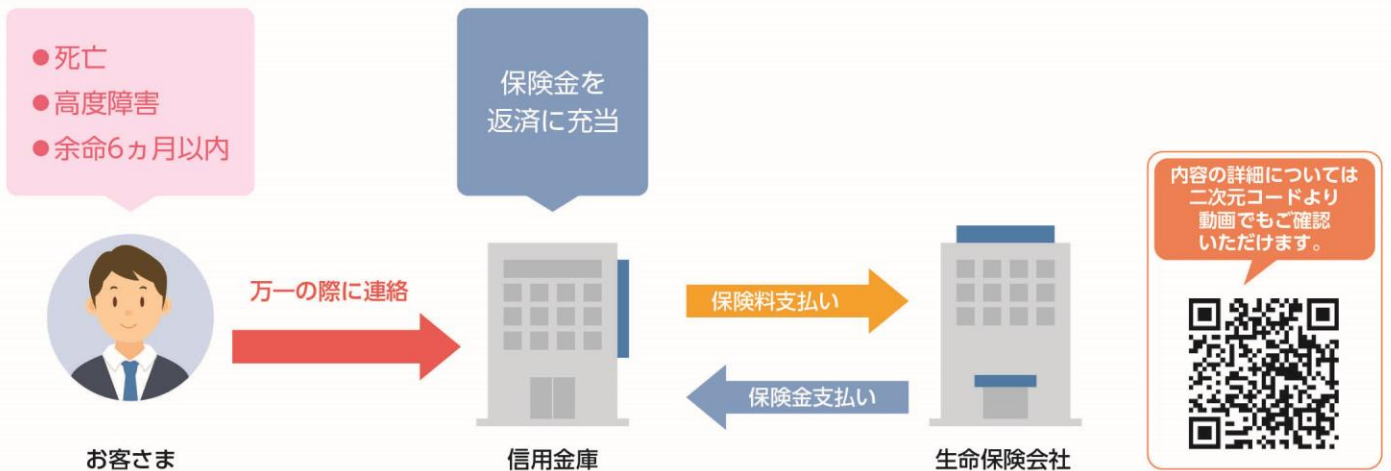 ●死亡
●高度障害
●余命6ヵ月以内
保険金を
返済に充当
内容の詳細については
二次元コードより
動画でもご確認
いただけます。
万一の際に連絡
保険料支払い
保険金支払い
お客さま
信用金庫
生命保険会社